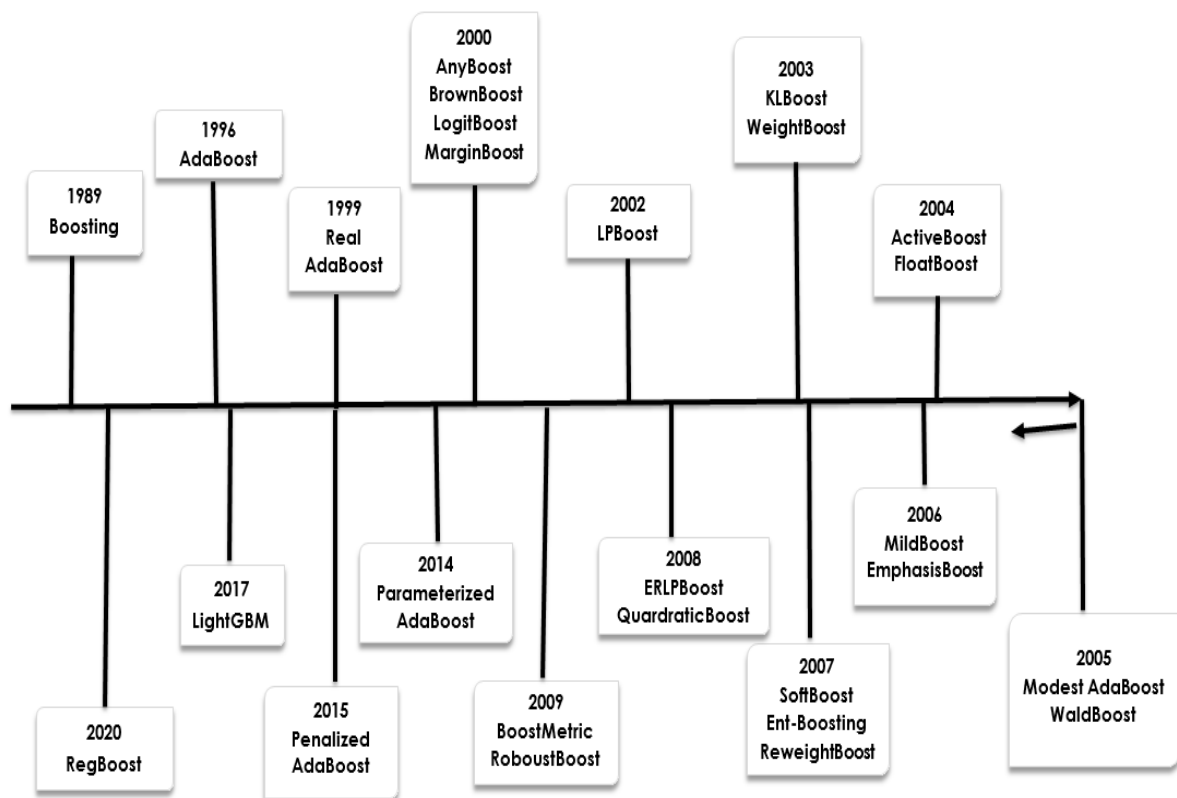 1989
Boosting
1996
AdaBoost
1999
Real
AdaBoost
2000
AnyBoost
BrownBoost
LogitBoost
MarginBoost
2002
LPBoost
2003
KLBoost
WeightBoost
2004
ActiveBoost
FloatBoost
2005
Modest AdaBoost
WaldBoost
2006
MildBoost
EmphasisBoost
2007
SoftBoost
Ent-Boosting
ReweightBoost
2008
ERLPBoost
QuardraticBoost
2009
BoostMetric
RoboustBoost
2014
Parameterized
AdaBoost
2015
Penalized
AdaBoost
2017
LightGBM
2020
RegBoost